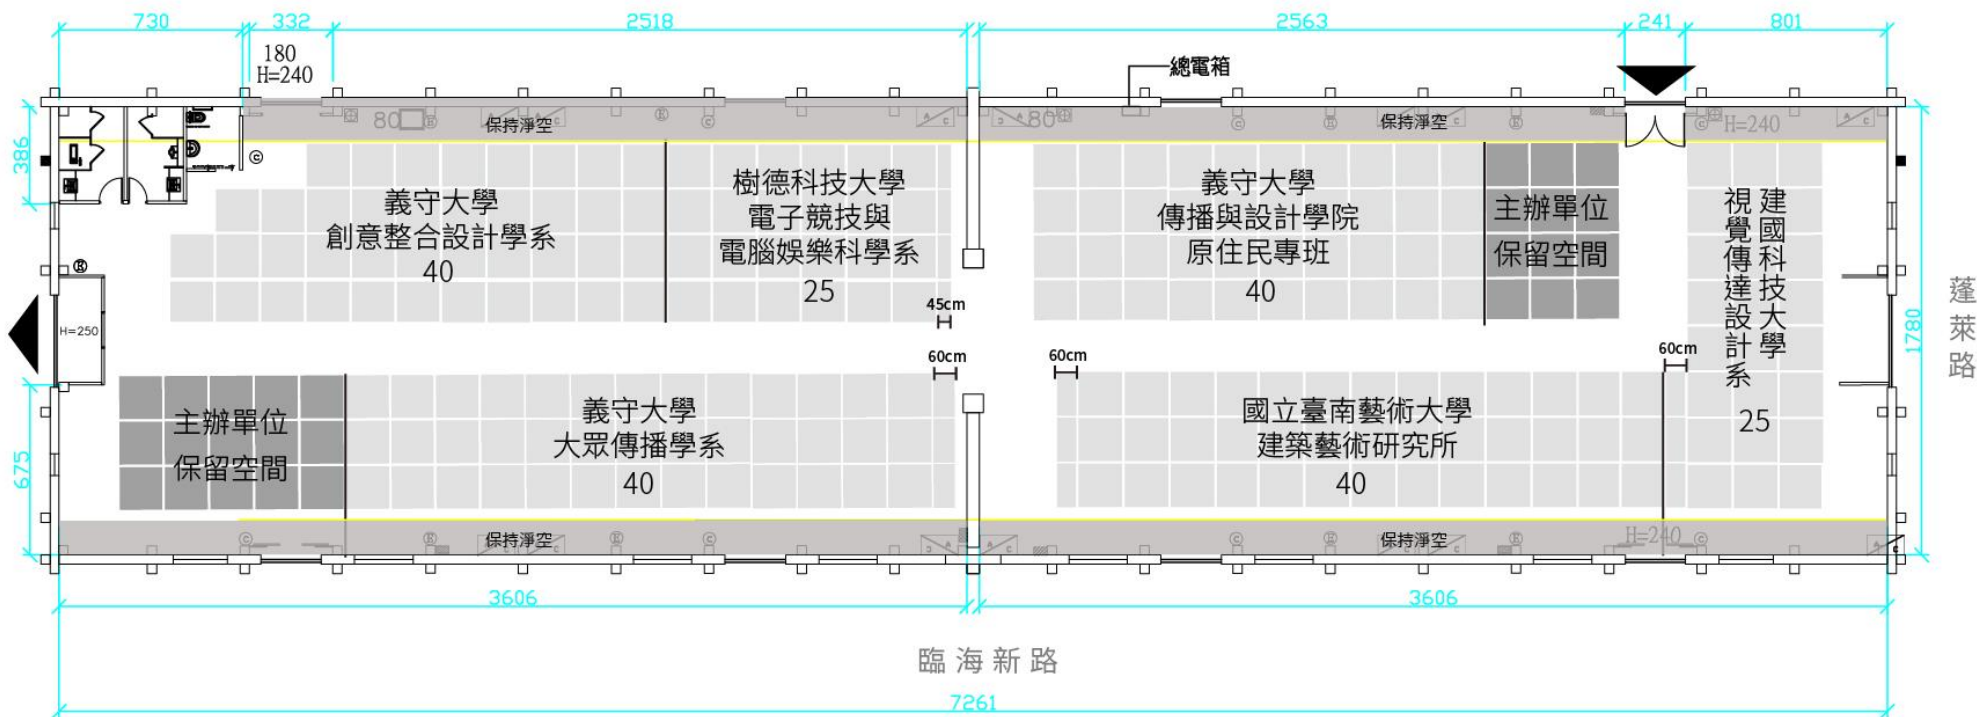 730
332
2518
2563
241
801
180
H=240
總電箱
386
80
保持淨空
80
保持淨空
H=240
義守大學
創意整合設計學系
40
樹德科技大學
電子競技與
電腦娛樂科學系
25
義守大學
傳播與設計學院
原住民專班
40
主辦單位
保留空間
建國科技大學
視覺傳達設計系
25
蓬萊路
1780
H=250
45cm
60cm
60cm
60cm
675
主辦單位
保留空間
義守大學
大眾傳播學系
40
國立臺南藝術大學
建築藝術研究所
40
保持淨空
保持淨空
H=240
3606
3606
臨海新路
7261